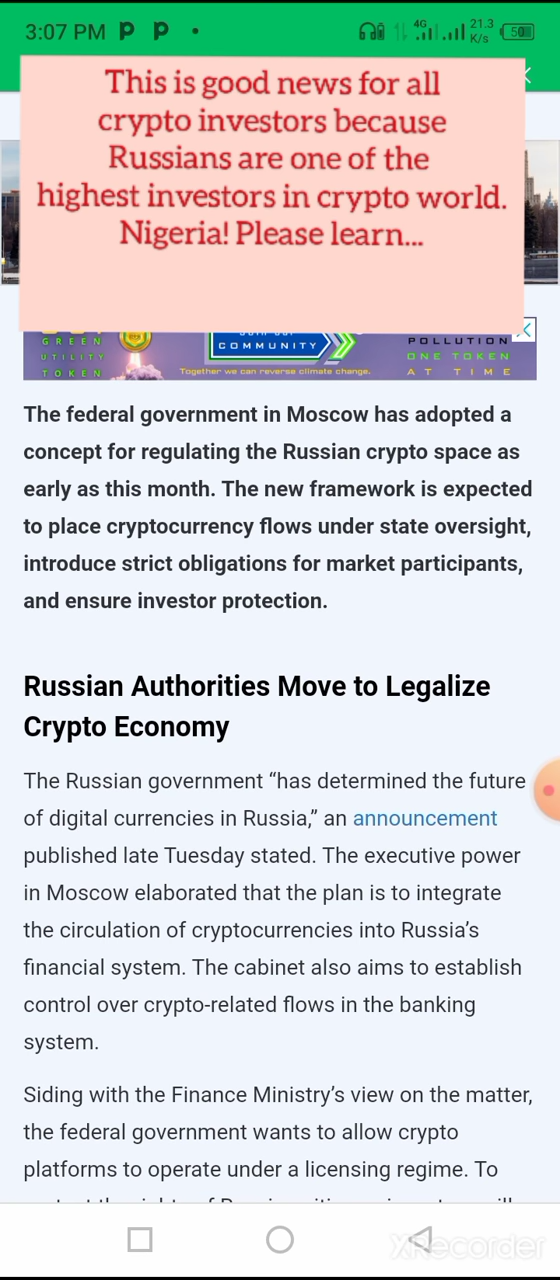 3:07 PM
4G
21.3
K/s
50
This is good news for all
crypto investors because
Russians are one of the
highest investors in crypto world.
Nigeria! Please learn...
GREEN
UTILITY
TOKEN
COMMUNITY
Together we can reverse climate change.
POLLUTION
ONE TOKEN
AT TIME
The federal government in Moscow has adopted a
concept for regulating the Russian crypto space as
early as this month. The new framework is expected
to place cryptocurrency flows under state oversight,
introduce strict obligations for market participants,
and ensure investor protection.
Russian Authorities Move to Legalize
Crypto Economy
The Russian government “has determined the future
of digital currencies in Russia,” an announcement
published late Tuesday stated. The executive power
in Moscow elaborated that the plan is to integrate
the circulation of cryptocurrencies into Russia’s
financial system. The cabinet also aims to establish
control over crypto-related flows in the banking
system.
Siding with the Finance Ministry’s view on the matter,
the federal government wants to allow crypto
platforms to operate under a licensing regime. To
XRecorder